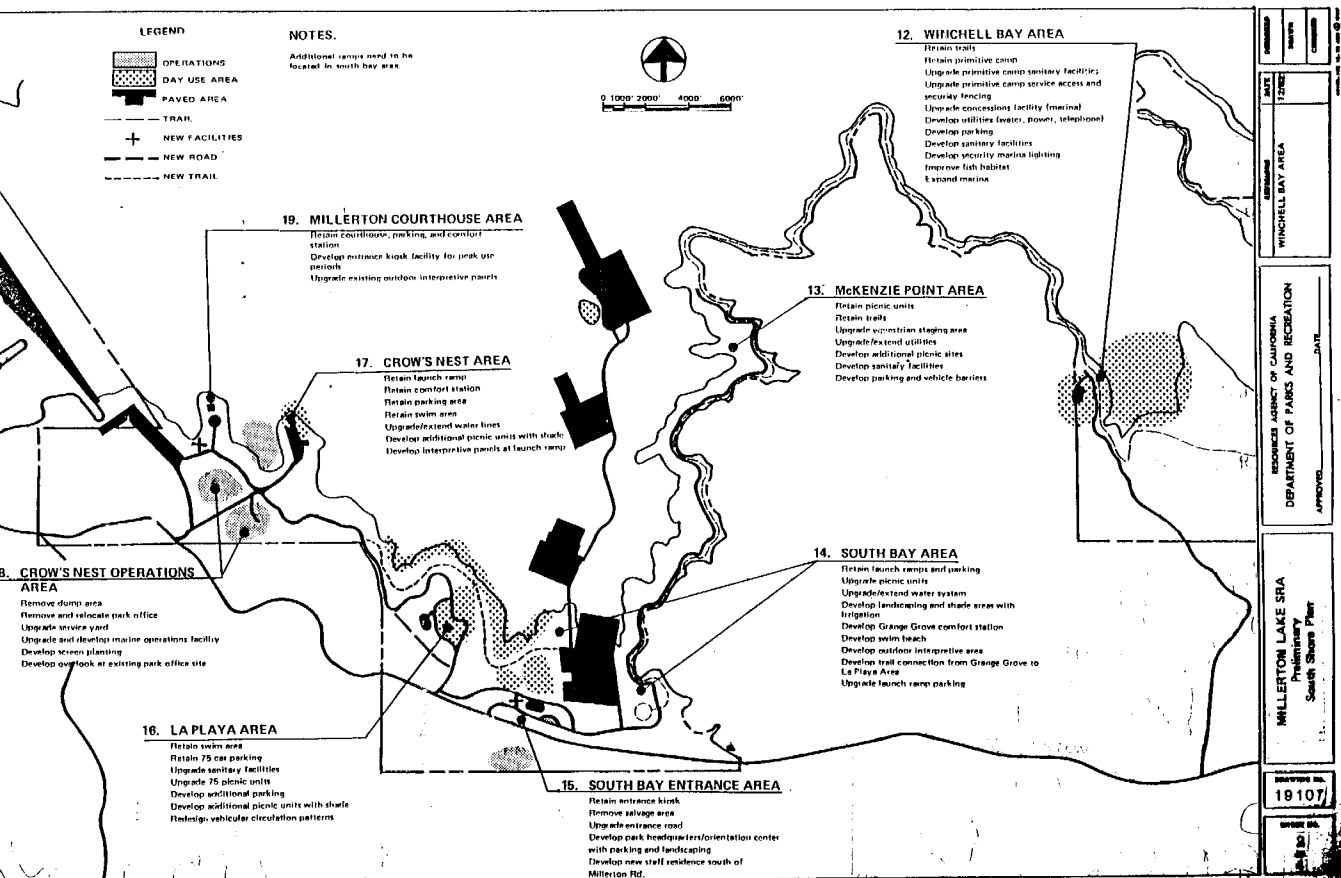 LEGEND
OPERATIONS
DAY USE AREA
PAVED AREA
TRAIL
NEW FACILITIES
NEW ROAD
NEW TRAIL
NOTES.
Additional ramps need to be
located in south bay area.
0 1000' 2000' 4000' 6000'
12. WINCHELL BAY AREA
Retain trails
Retain primitive camp
Upgrade primitive camp sanitary facilities
Upgrade primitive camp service access and
security fencing
Upgrade concessions facility (marina)
Develop utilities (water, power, telephone)
Develop parking
Develop sanitary facilities
Develop security marina lighting
Improve fish habitat
Expand marina
19. MILLERTON COURTHOUSE AREA
Retain courthouse, parking, and comfort
station
Develop entrance kiosk facility for peak use
periods
Upgrade existing outdoor interpretive panels
13. McKENZIE POINT AREA
Retain picnic units
Retain trails
Upgrade equestrian staging area
Upgrade/extend utilities
Develop additional picnic sites
Develop sanitary facilities
Develop parking and vehicle barriers
17. CROW'S NEST AREA
Retain launch ramp
Retain comfort station
Retain parking area
Retain swim area
Upgrade/extend water lines
Develop additional picnic units with shade
Develop interpretive panels at launch ramp
8. CROW'S NEST OPERATIONS
AREA
Remove dump area
Remove and relocate park office
Upgrade service yard
Upgrade and develop marine operations facility
Develop screen planting
Develop overlook at existing park office site
14. SOUTH BAY AREA
Retain launch ramps and parking
Upgrade picnic units
Upgrade/extend water system
Develop landscaping and shade areas with
irrigation
Develop Grange Grove comfort station
Develop swim beach
Develop outdoor interpretive area
Develop trail connection from Grange Grove to
La Playa Area
Upgrade launch ramp parking
16. LA PLAYA AREA
Retain swim area
Retain 75 car parking
Upgrade sanitary facilities
Upgrade 75 picnic units
Develop additional parking
Develop additional picnic units with shade
Redesign vehicular circulation patterns
15. SOUTH BAY ENTRANCE AREA
Retain entrance kiosk
Remove salvage area
Upgrade entrance road
Develop park headquarters/orientation center
with parking and landscaping
Develop new staff residence south of
Millerton Rd.
DESIGNED
DRAWN
CHECKED
DATE
REVISIONS
WINCHELL BAY AREA
RESOURCES AGENCY OF CALIFORNIA
DEPARTMENT OF PARKS AND RECREATION
APPROVED
DATE
MILLERTON LAKE SRA
Preliminary
South Shore Plan
DRAWING NO.
19107
SHEET NO.